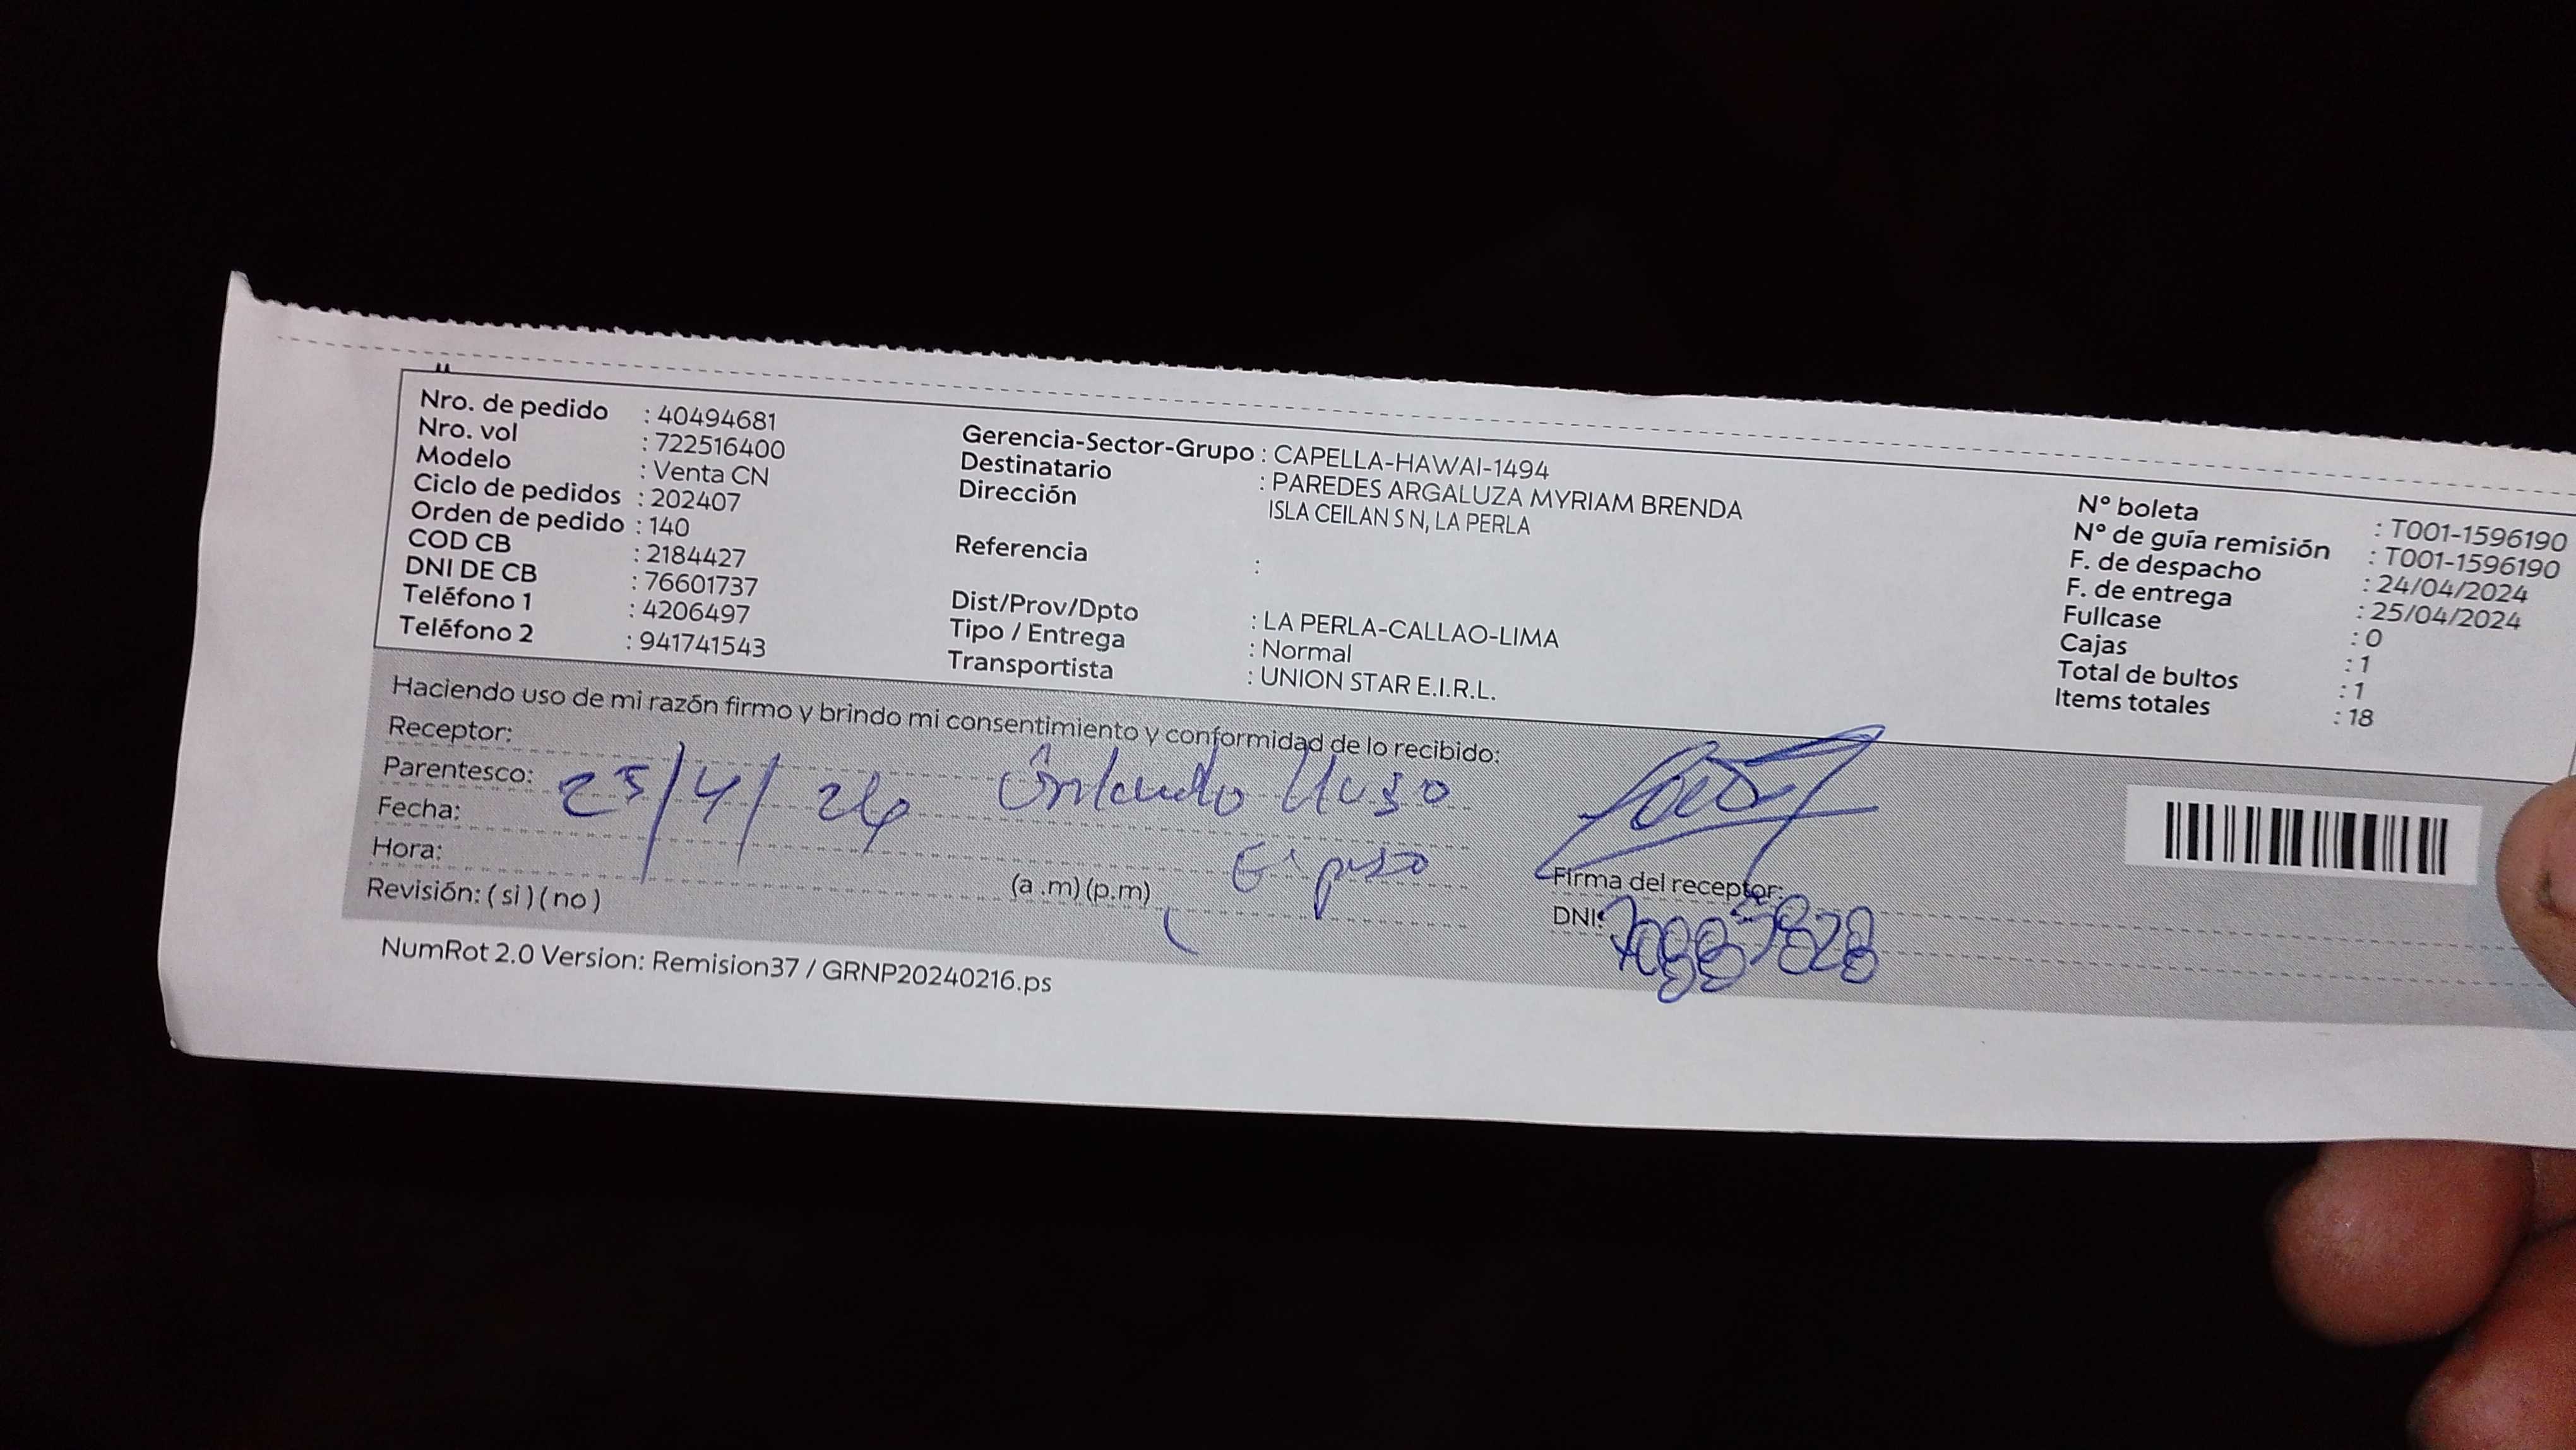 Nro. de pedido : 40494681
Nro. vol : 722516400
Modelo : Venta CN
Ciclo de pedidos : 202407
Orden de pedido : 140
COD CB : 2184427
DNI DE CB : 76601737
Teléfono 1 : 4206497
Teléfono 2 : 941741543
Gerencia-Sector-Grupo : CAPELLA-HAWAI-1494
Destinatario : PAREDES ARGALUZA MYRIAM BRENDA
Dirección ISLA CEILAN S N, LA PERLA
Referencia :
Dist/Prov/Dpto : LA PERLA-CALLAO-LIMA
Tipo / Entrega : Normal
Transportista : UNION STAR E.I.R.L.
N° boleta : T001-1596190
N° de guía remisión : T001-1596190
F. de despacho : 24/04/2024
F. de entrega : 25/04/2024
Fullcase : 0
Cajas : 1
Total de bultos : 1
Items totales : 18
Haciendo uso de mi razón firmo y brindo mi consentimiento y conformidad de lo recibido:
Receptor:
Parentesco:
25/4/24 Orlando
Fecha:
Hora: (a .m) (p.m)
Revisión: ( si ) ( no )
Firma del receptor:
DNI:
NumRot 2.0 Version: Remision37 / GRNP20240216.ps